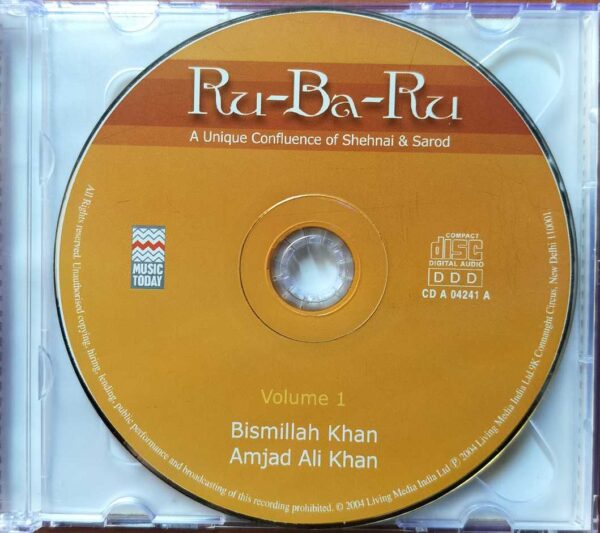 Ru-Ba-Ru
A Unique Confluence of Shehnai & Sarod
MUSIC
TODAY
COMPACT
disc
DIGITAL AUDIO
DDD
CD A 04241 A
Volume 1
Bismillah Khan
Amjad Ali Khan
All Rights reserved. Unauthorised copying, hiring, lending, public performance and broadcasting of this recording prohibited. © 2004 Living Media India Ltd ℗ 2004 Living Media India Ltd 9K Connaught Circus, New Delhi 110001